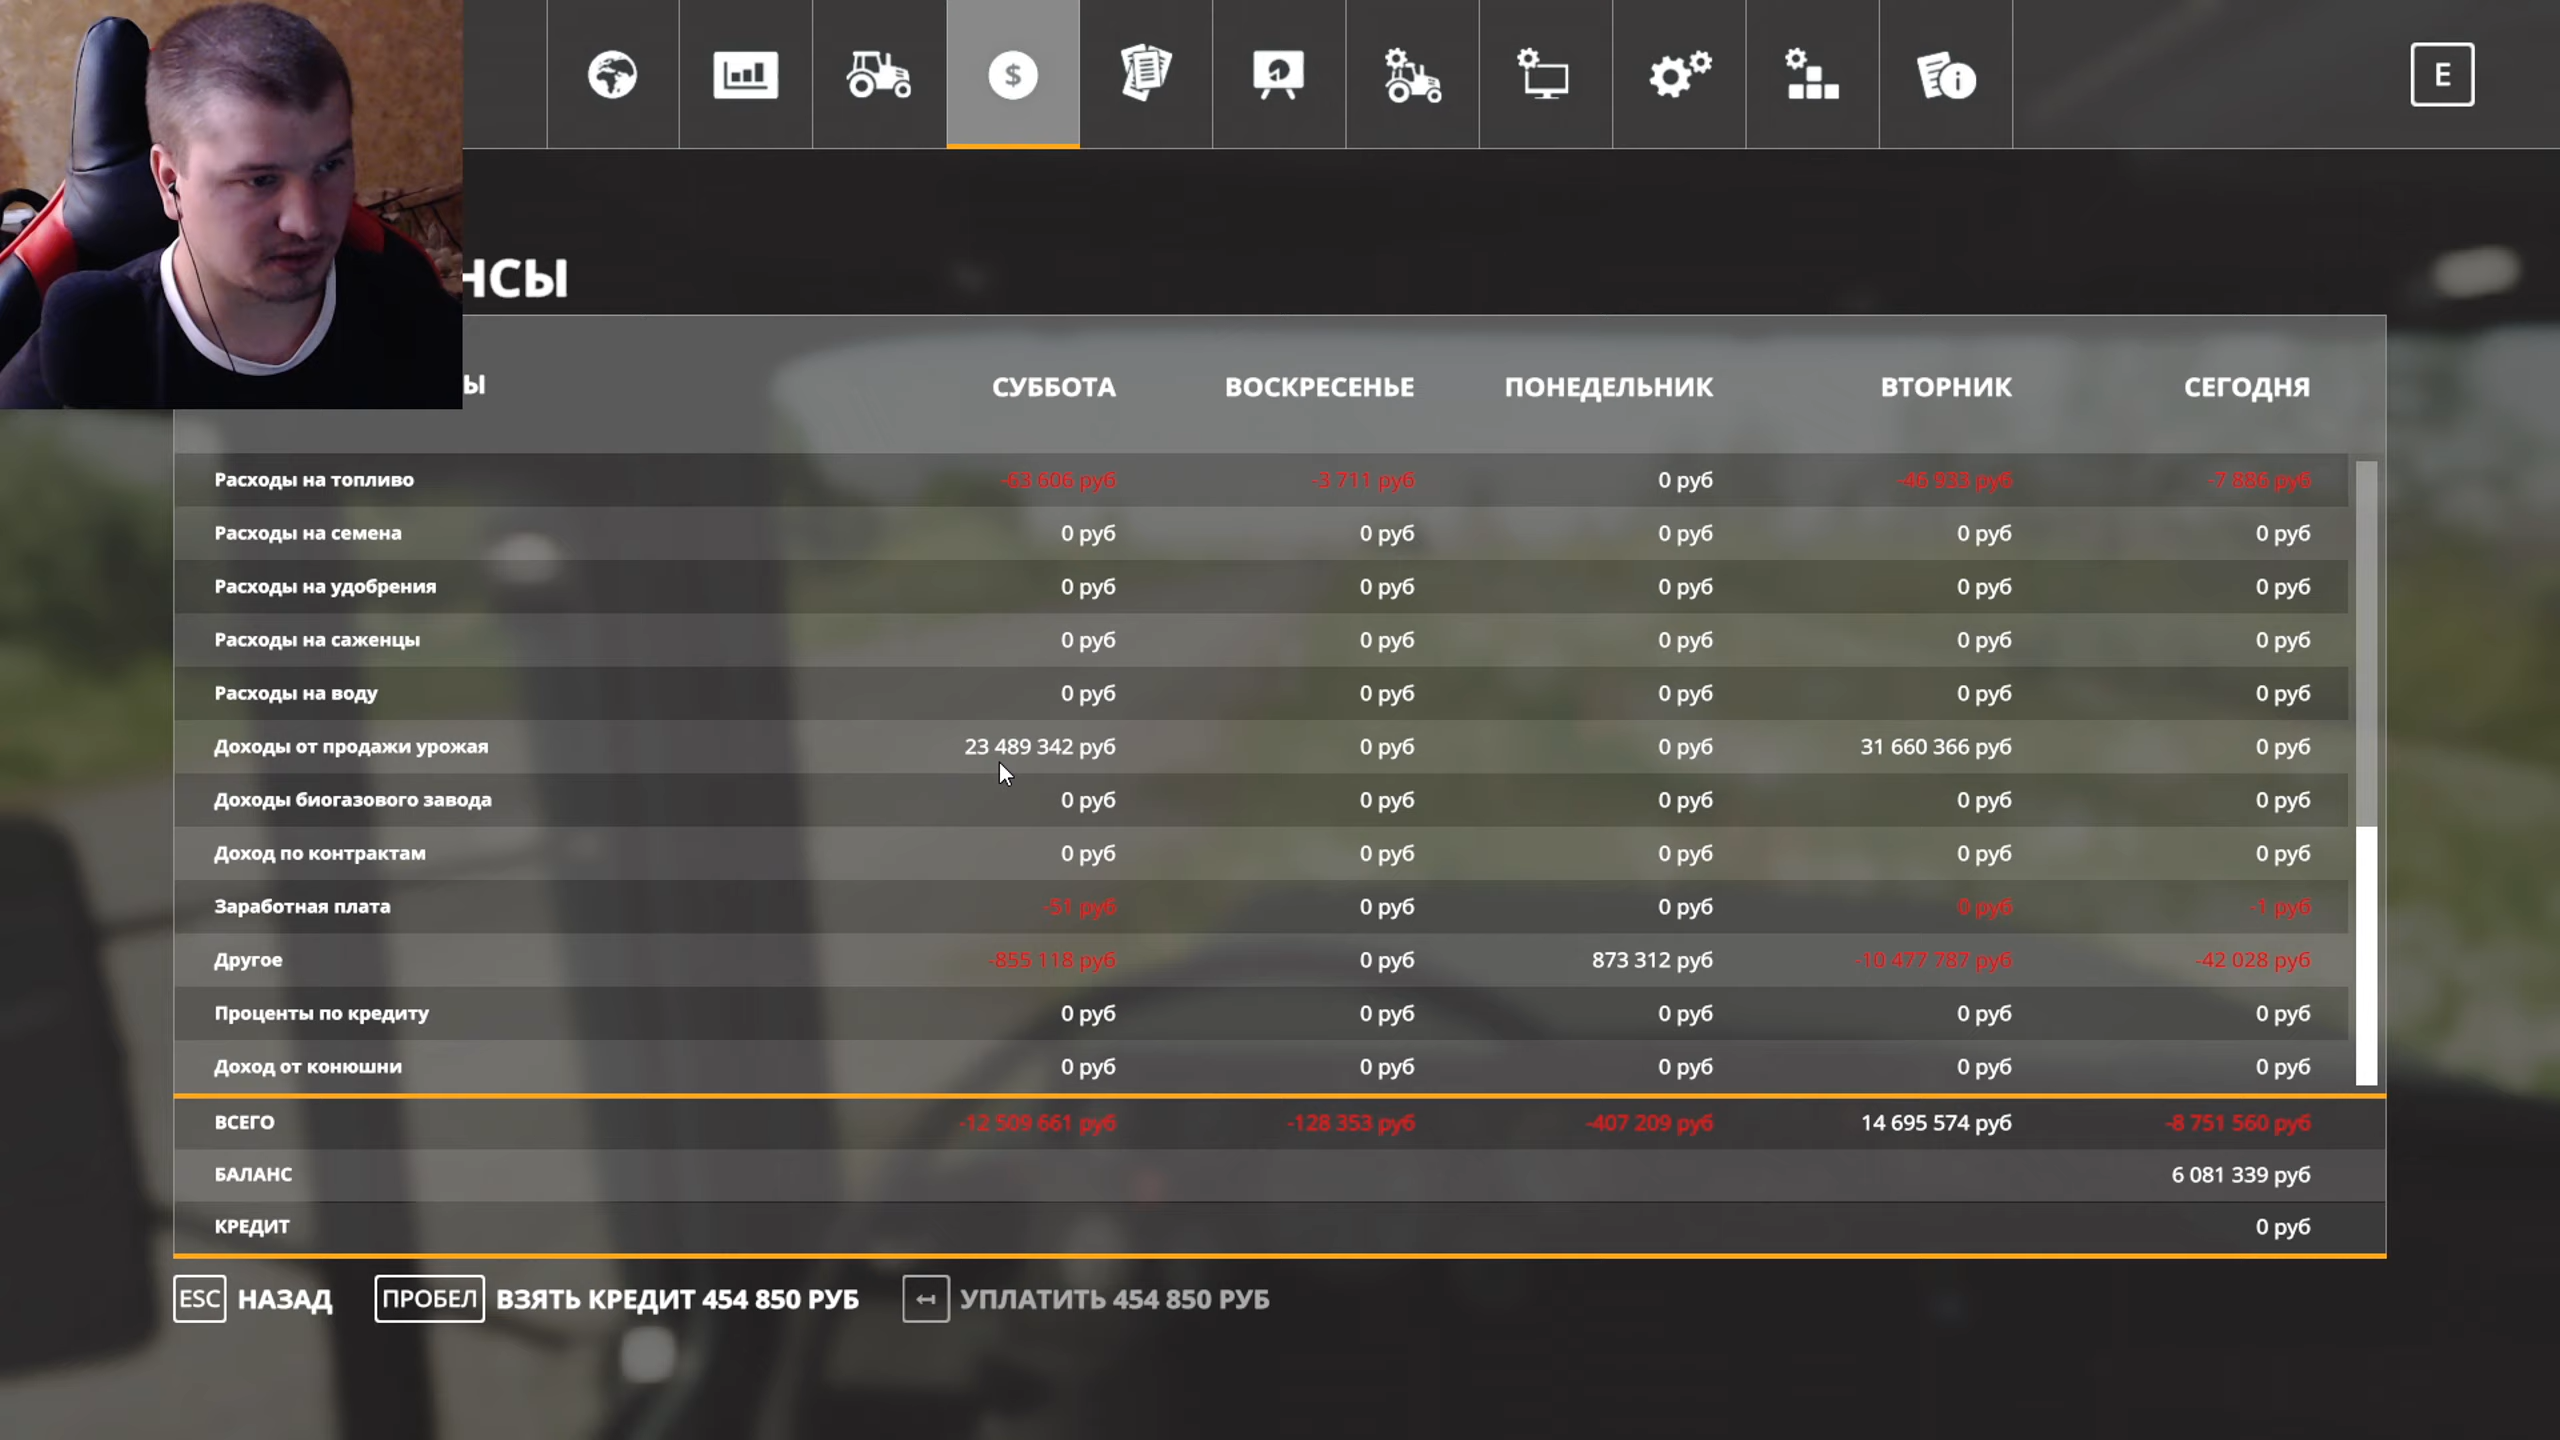 E
НСЫ
Ы СУББОТА ВОСКРЕСЕНЬЕ ПОНЕДЕЛЬНИК ВТОРНИК СЕГОДНЯ
Расходы на топливо -63 606 руб -3 711 руб 0 руб -46 933 руб -7 886 руб
Расходы на семена 0 руб 0 руб 0 руб 0 руб 0 руб
Расходы на удобрения 0 руб 0 руб 0 руб 0 руб 0 руб
Расходы на саженцы 0 руб 0 руб 0 руб 0 руб 0 руб
Расходы на воду 0 руб 0 руб 0 руб 0 руб 0 руб
Доходы от продажи урожая 23 489 342 руб 0 руб 0 руб 31 660 366 руб 0 руб
Доходы биогазового завода 0 руб 0 руб 0 руб 0 руб 0 руб
Доход по контрактам 0 руб 0 руб 0 руб 0 руб 0 руб
Заработная плата -51 руб 0 руб 0 руб 0 руб -1 руб
Другое -855 118 руб 0 руб 873 312 руб -10 477 787 руб -42 028 руб
Проценты по кредиту 0 руб 0 руб 0 руб 0 руб 0 руб
Доход от конюшни 0 руб 0 руб 0 руб 0 руб 0 руб
ВСЕГО -12 509 661 руб -128 353 руб -407 209 руб 14 695 574 руб -8 751 560 руб
БАЛАНС 6 081 339 руб
КРЕДИТ 0 руб
ESC НАЗАД ПРОБЕЛ ВЗЯТЬ КРЕДИТ 454 850 РУБ УПЛАТИТЬ 454 850 РУБ